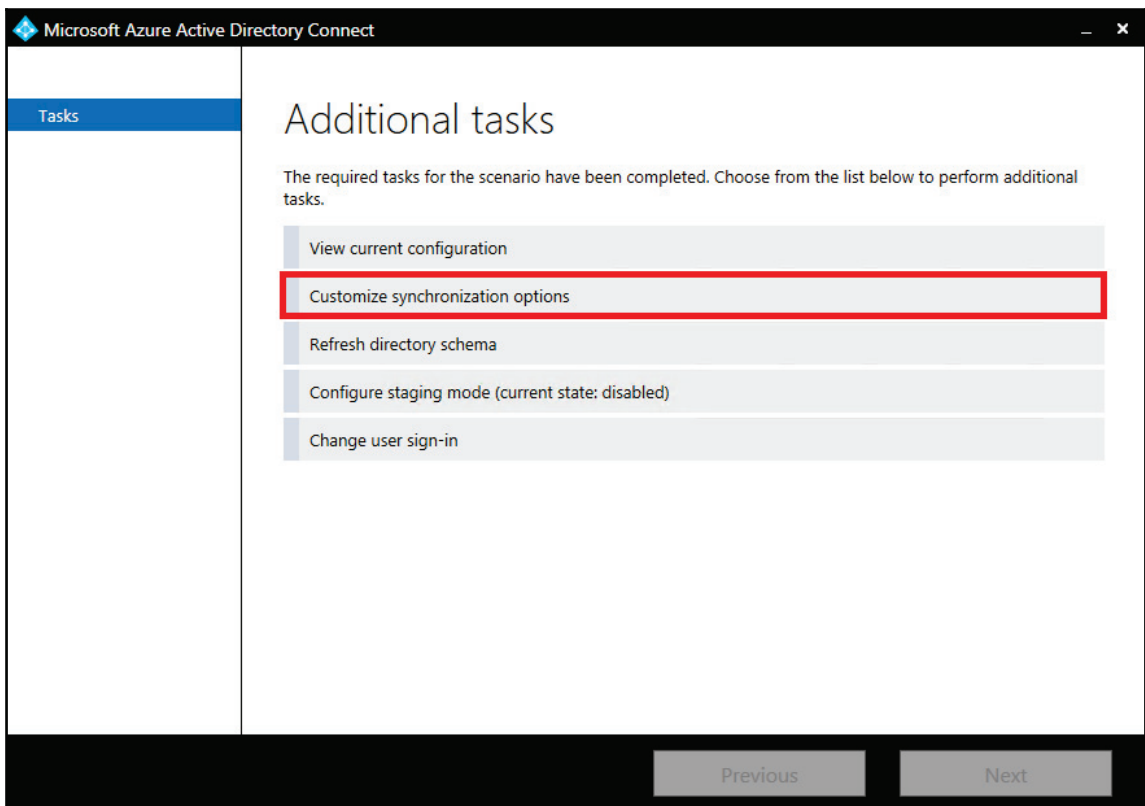 Microsoft Azure Active Directory Connect
Tasks
Additional tasks
The required tasks for the scenario have been completed. Choose from the list below to perform additional
tasks.
View current configuration
Customize synchronization options
Refresh directory schema
Configure staging mode (current state: disabled)
Change user sign-in
Previous
Next